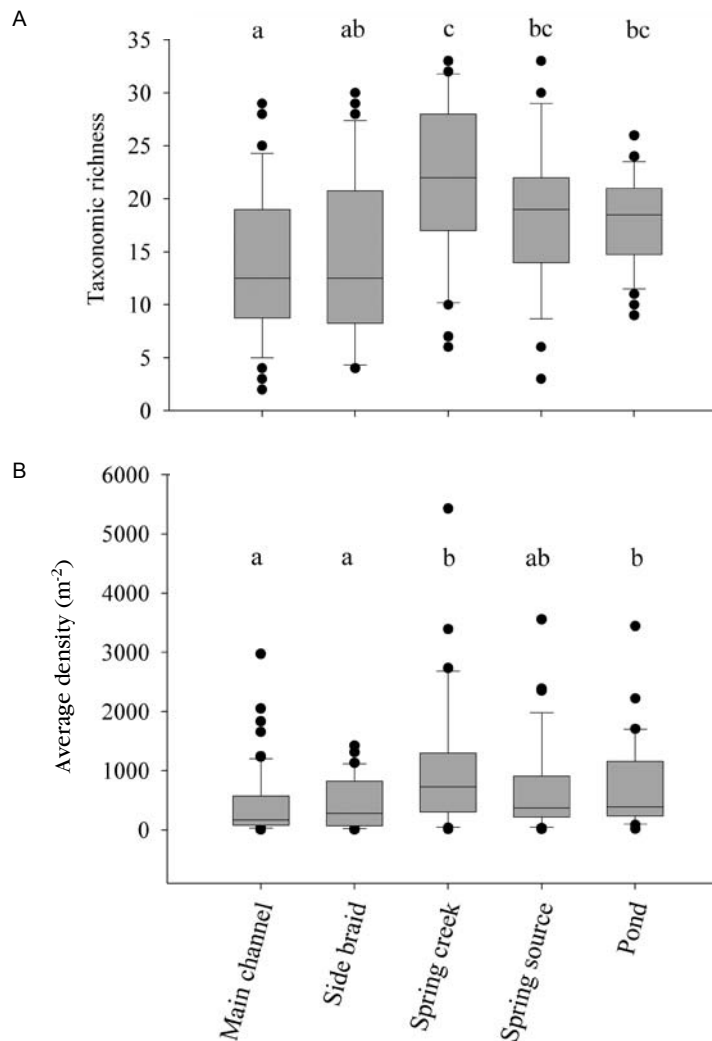 A
a ab c bc bc
35
30
25
20
15
10
5
0
Taxonomic richness
B
6000
5000
4000
3000
2000
1000
0
a a b ab b
Average density (m-2)
Main channel
Side braid
Spring creek
Spring source
Pond